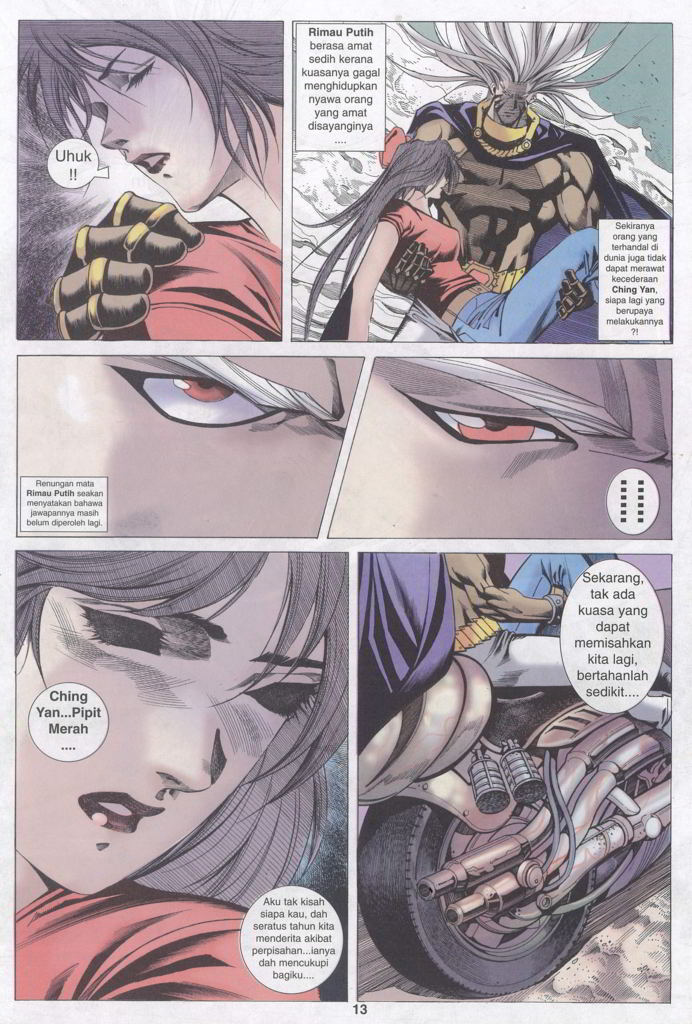 Uhuk
!!
Rimau Putih
berasa amat
sedih kerana
kuasanya gagal
menghidupkan
nyawa orang
yang amat
disayanginya
....
Sekiranya
orang yang
terhandal di
dunia juga tidak
dapat merawat
kecederaan
Ching Yan,
siapa lagi yang
berupaya
melakukannya
?!
Renungan mata
Rimau Putih seakan
menyatakan bahawa
jawapannya masih
belum diperoleh lagi.
Ching
Yan...Pipit
Merah
....
Aku tak kisah
siapa kau, dah
seratus tahun kita
menderita akibat
perpisahan...ianya
dah mencukupi
bagiku....
Sekarang,
tak ada
kuasa yang
dapat
memisahkan
kita lagi,
bertahanlah
sedikit....
13